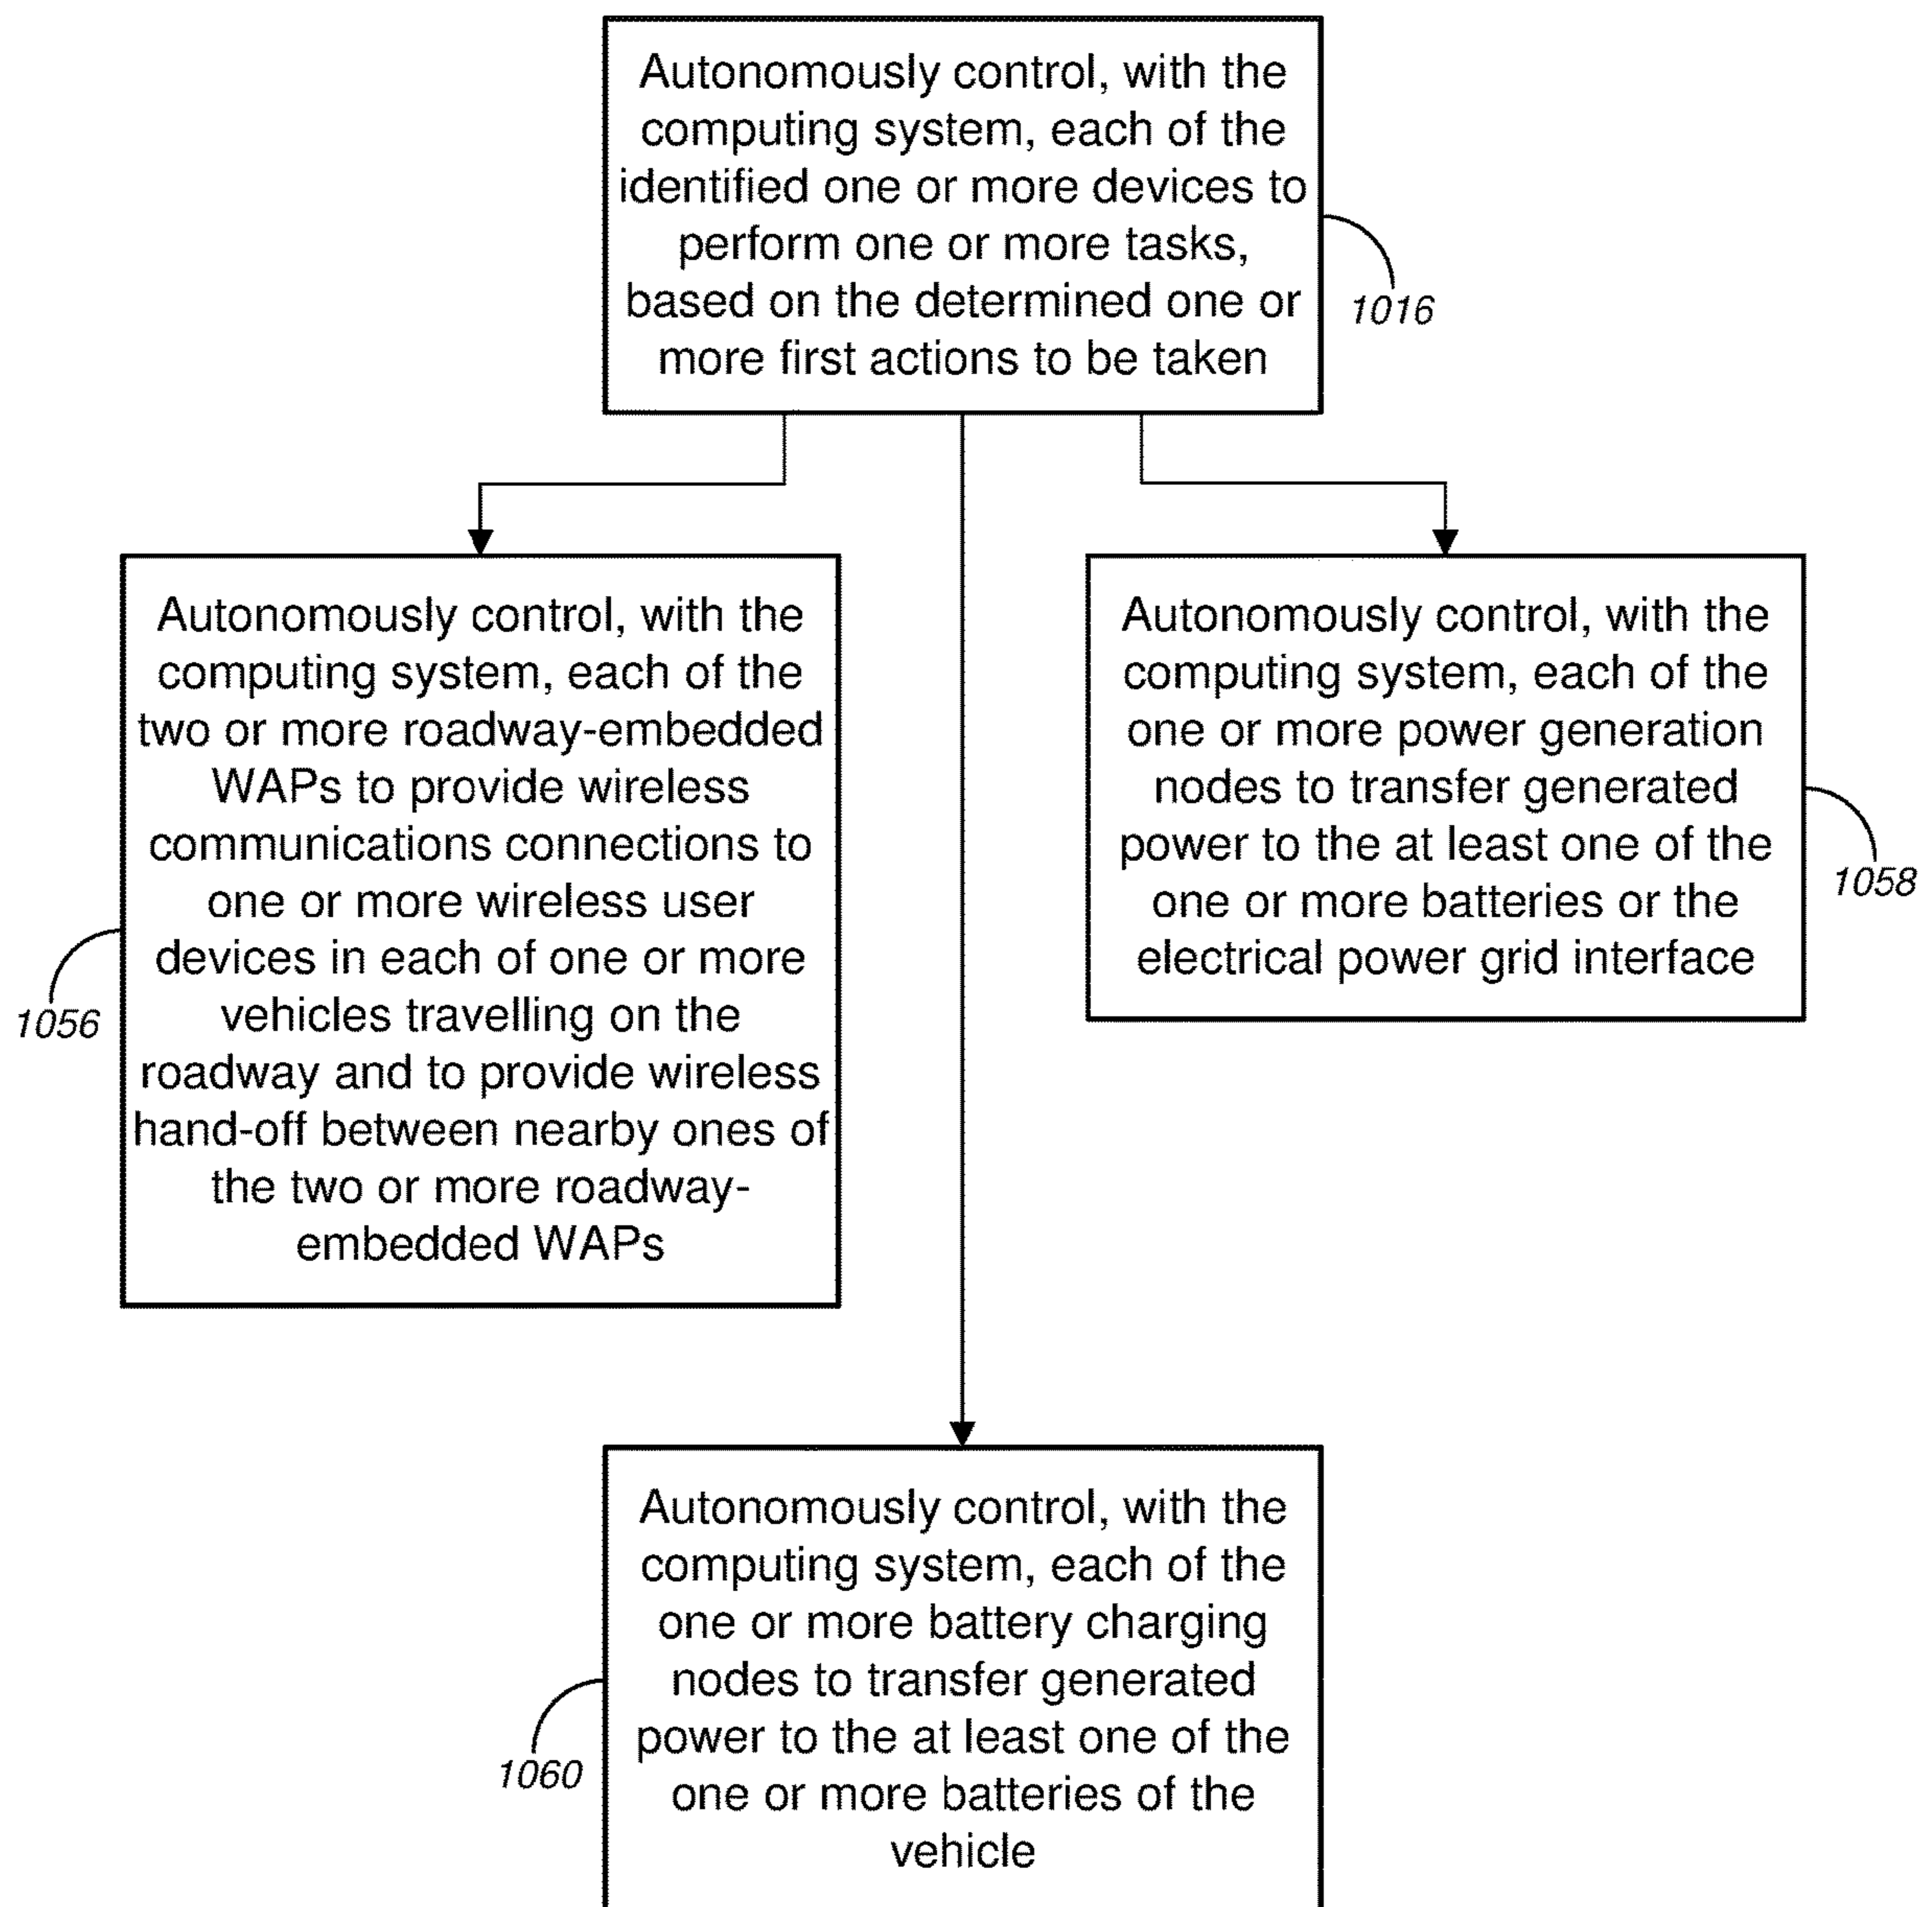 Autonomously control, with the
computing system, each of the
identified one or more devices to
perform one or more tasks,
based on the determined one or
more first actions to be taken
1016
Autonomously control, with the
computing system, each of the
two or more roadway-embedded
WAPs to provide wireless
communications connections to
one or more wireless user
devices in each of one or more
vehicles travelling on the
roadway and to provide wireless
hand-off between nearby ones of
the two or more roadway-
embedded WAPs
1056
Autonomously control, with the
computing system, each of the
one or more power generation
nodes to transfer generated
power to the at least one of the
one or more batteries or the
electrical power grid interface
1058
Autonomously control, with the
computing system, each of the
one or more battery charging
nodes to transfer generated
power to the at least one of the
one or more batteries of the
vehicle
1060